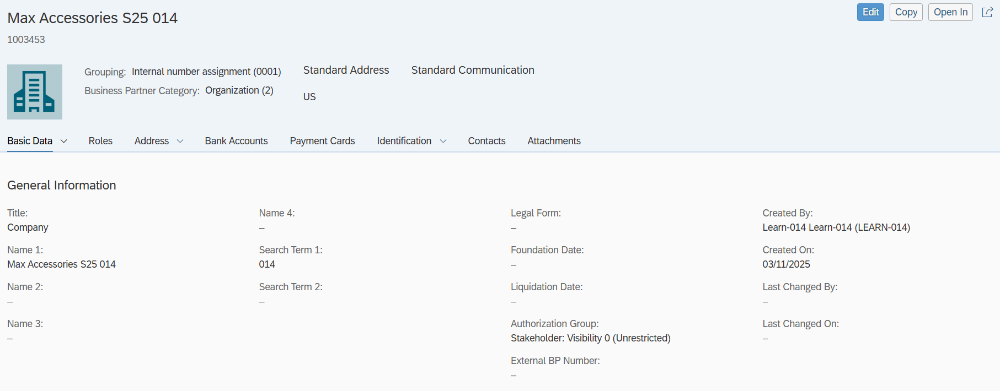 Max Accessories S25 014
Edit
Copy
Open In
1003453
Grouping: Internal number assignment (0001)
Business Partner Category: Organization (2)
Standard Address
US
Standard Communication
Basic Data
Roles
Address
Bank Accounts
Payment Cards
Identification
Contacts
Attachments
General Information
Title:
Company
Name 1:
Max Accessories S25 014
Name 2:
–
Name 3:
–
Name 4:
–
Search Term 1:
014
Search Term 2:
–
Legal Form:
–
Foundation Date:
–
Liquidation Date:
–
Authorization Group:
Stakeholder: Visibility 0 (Unrestricted)
External BP Number:
–
Created By:
Learn-014 Learn-014 (LEARN-014)
Created On:
03/11/2025
Last Changed By:
–
Last Changed On:
–